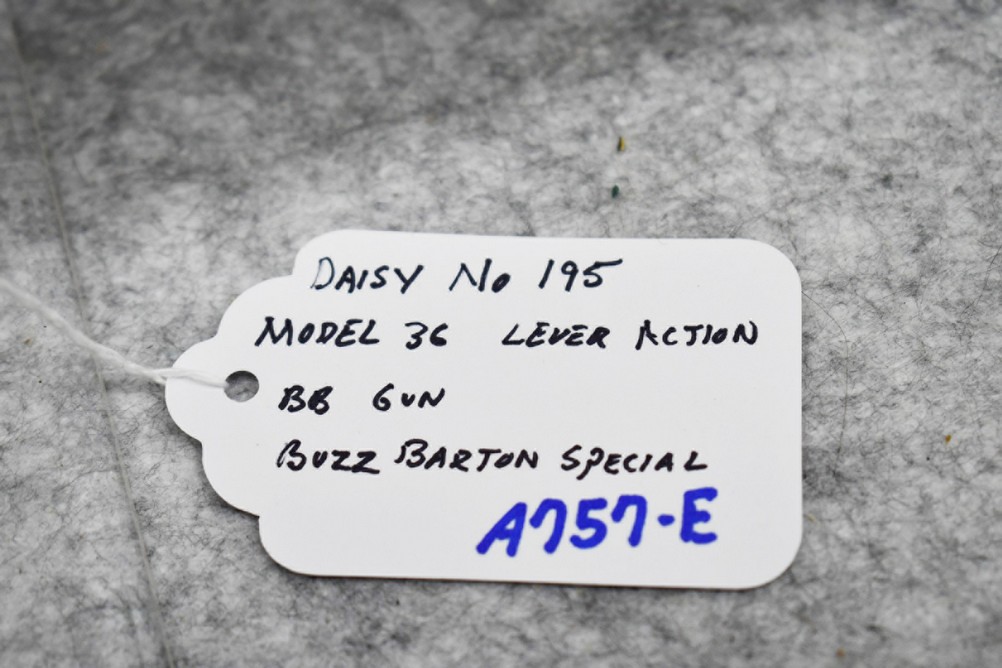 DAISY No 195
MODEL 36 LEVER ACTION
BB GUN
BUZZ BARTON SPECIAL
A757-E